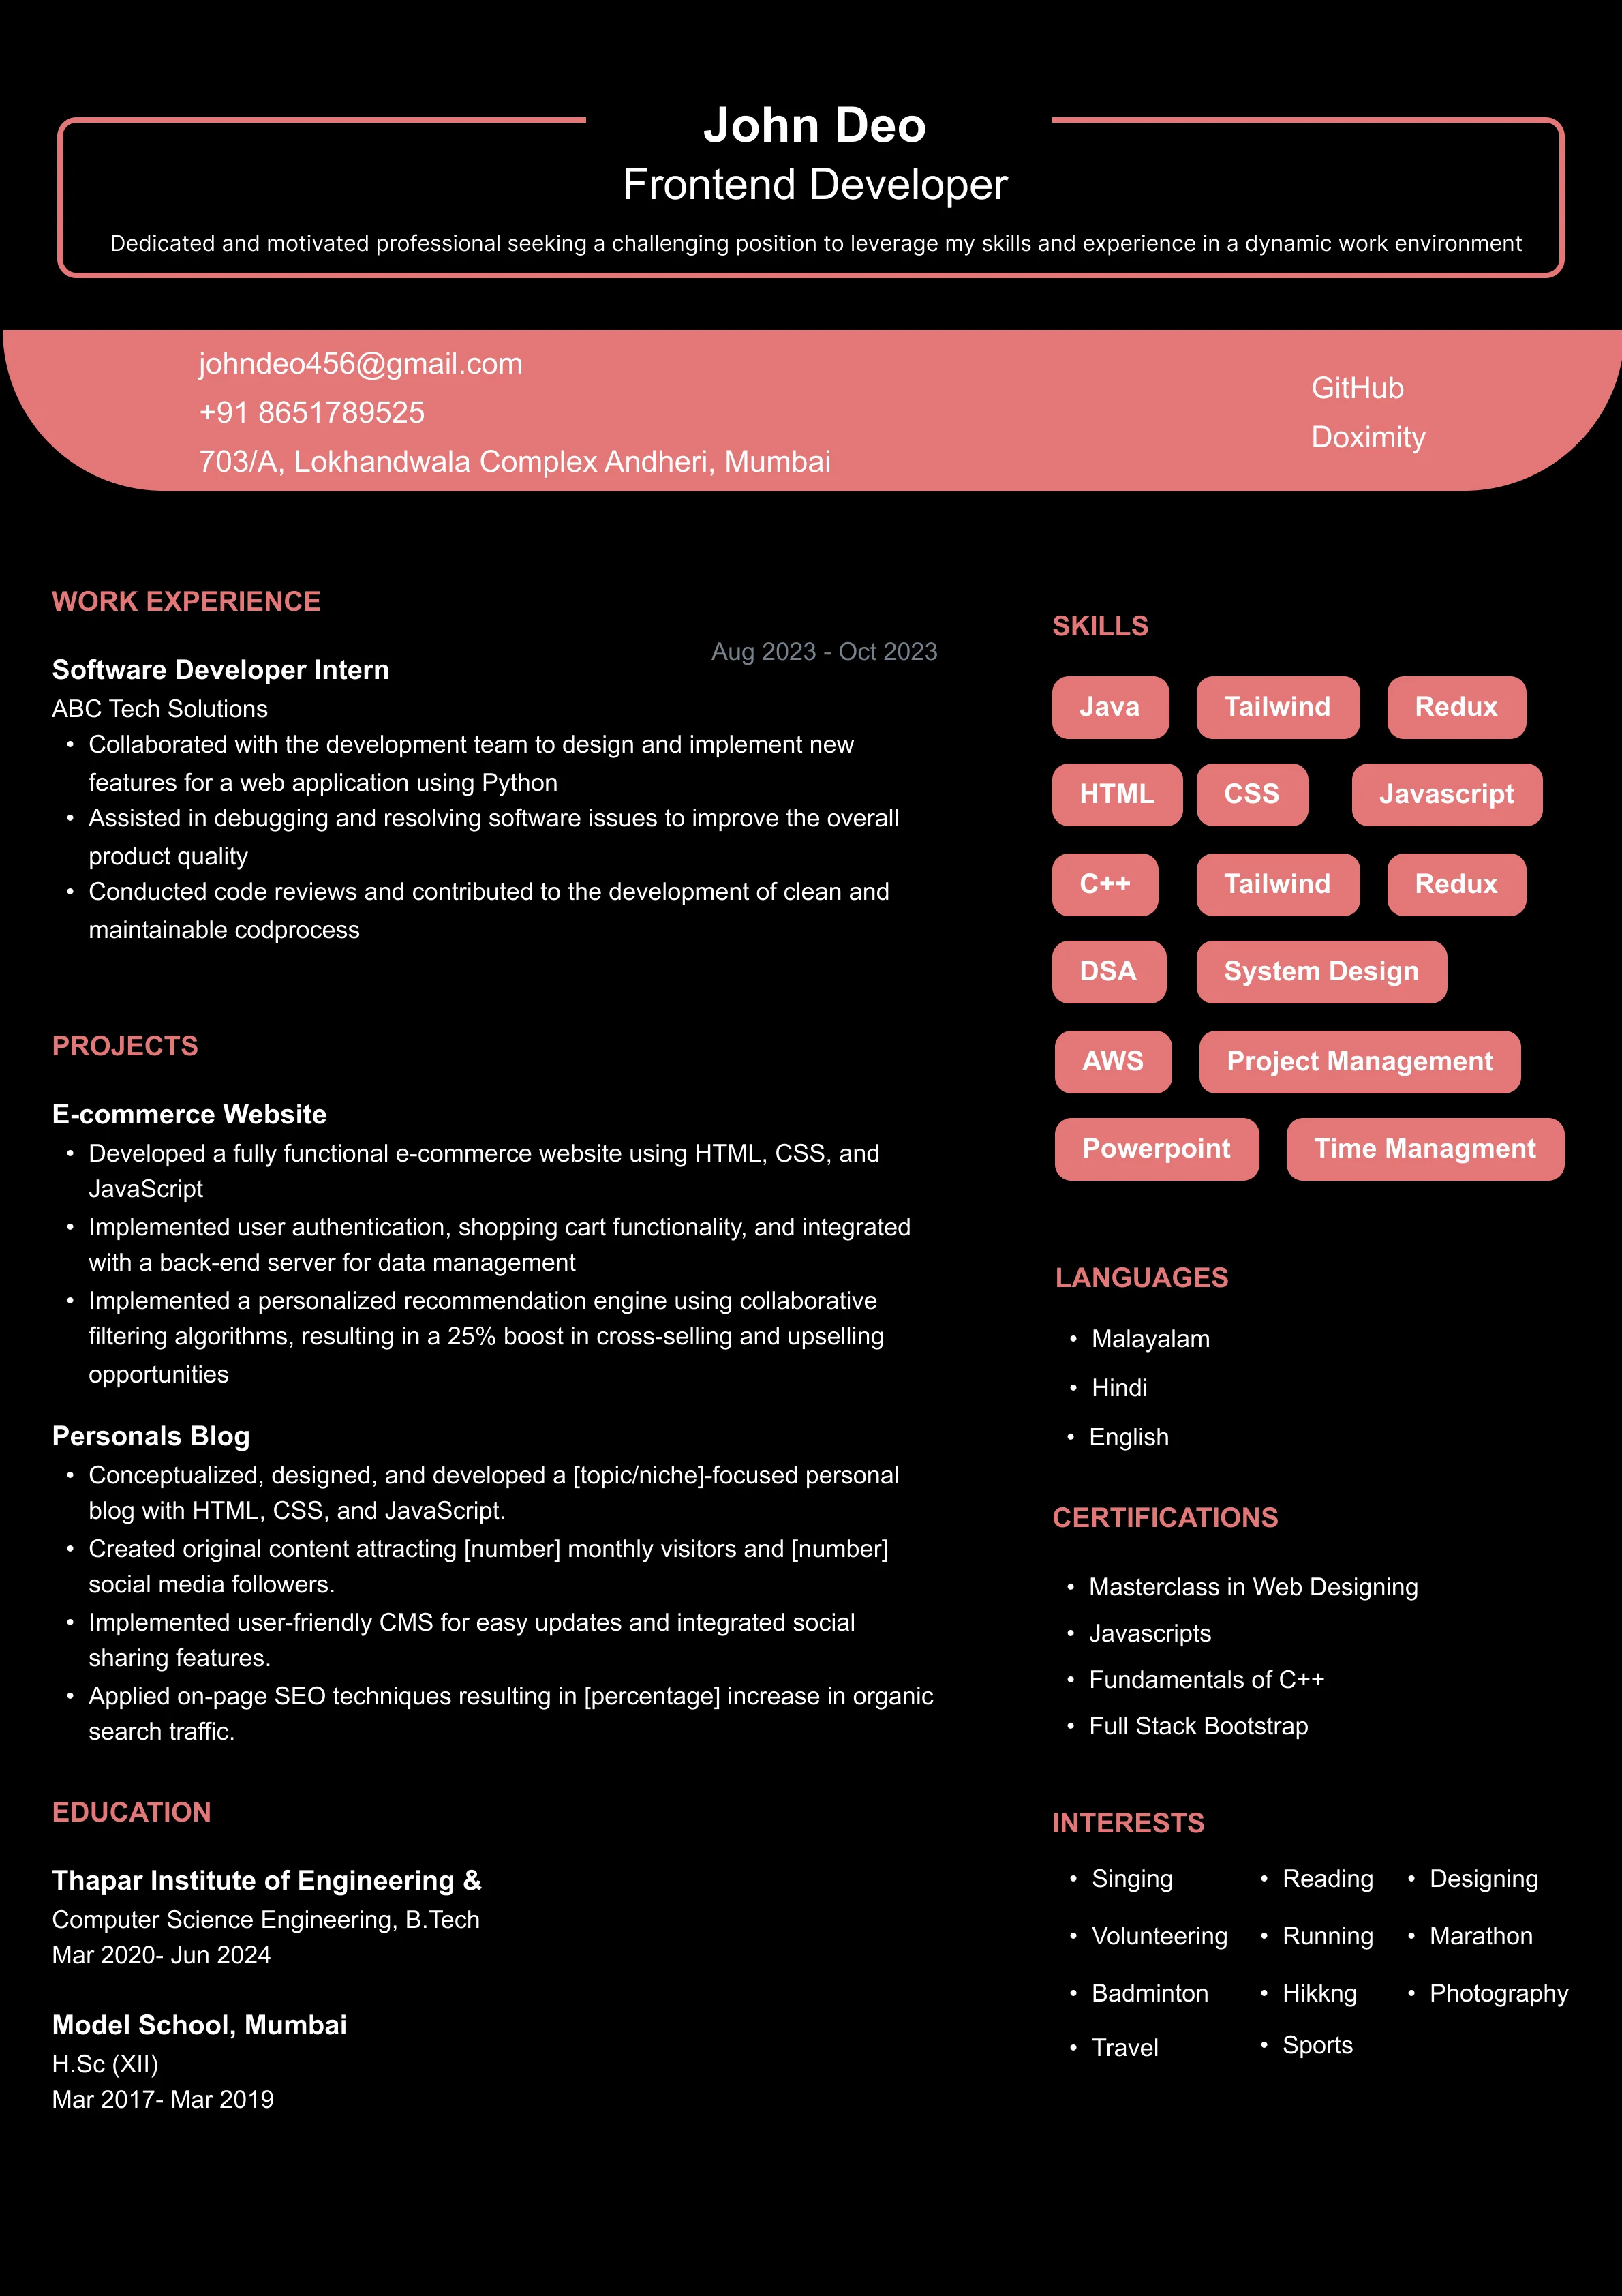 John Deo
Frontend Developer
Dedicated and motivated professional seeking a challenging position to leverage my skills and experience in a dynamic work environment
johndeo456@gmail.com
+91 8651789525
703/A, Lokhandwala Complex Andheri, Mumbai
GitHub
Doximity
WORK EXPERIENCE
Aug 2023 - Oct 2023
Software Developer Intern
ABC Tech Solutions
• Collaborated with the development team to design and implement new
features for a web application using Python
• Assisted in debugging and resolving software issues to improve the overall
product quality
• Conducted code reviews and contributed to the development of clean and
maintainable codprocess
PROJECTS
E-commerce Website
• Developed a fully functional e-commerce website using HTML, CSS, and
JavaScript
• Implemented user authentication, shopping cart functionality, and integrated
with a back-end server for data management
• Implemented a personalized recommendation engine using collaborative
filtering algorithms, resulting in a 25% boost in cross-selling and upselling
opportunities
Personals Blog
• Conceptualized, designed, and developed a [topic/niche]-focused personal
blog with HTML, CSS, and JavaScript.
• Created original content attracting [number] monthly visitors and [number]
social media followers.
• Implemented user-friendly CMS for easy updates and integrated social
sharing features.
• Applied on-page SEO techniques resulting in [percentage] increase in organic
search traffic.
EDUCATION
Thapar Institute of Engineering &
Computer Science Engineering, B.Tech
Mar 2020- Jun 2024
Model School, Mumbai
H.Sc (XII)
Mar 2017- Mar 2019
SKILLS
Java Tailwind Redux
HTML CSS Javascript
C++ Tailwind Redux
DSA System Design
AWS Project Management
Powerpoint Time Managment
LANGUAGES
• Malayalam
• Hindi
• English
CERTIFICATIONS
• Masterclass in Web Designing
• Javascripts
• Fundamentals of C++
• Full Stack Bootstrap
INTERESTS
• Singing • Reading • Designing
• Volunteering • Running • Marathon
• Badminton • Hikkng • Photography
• Travel • Sports